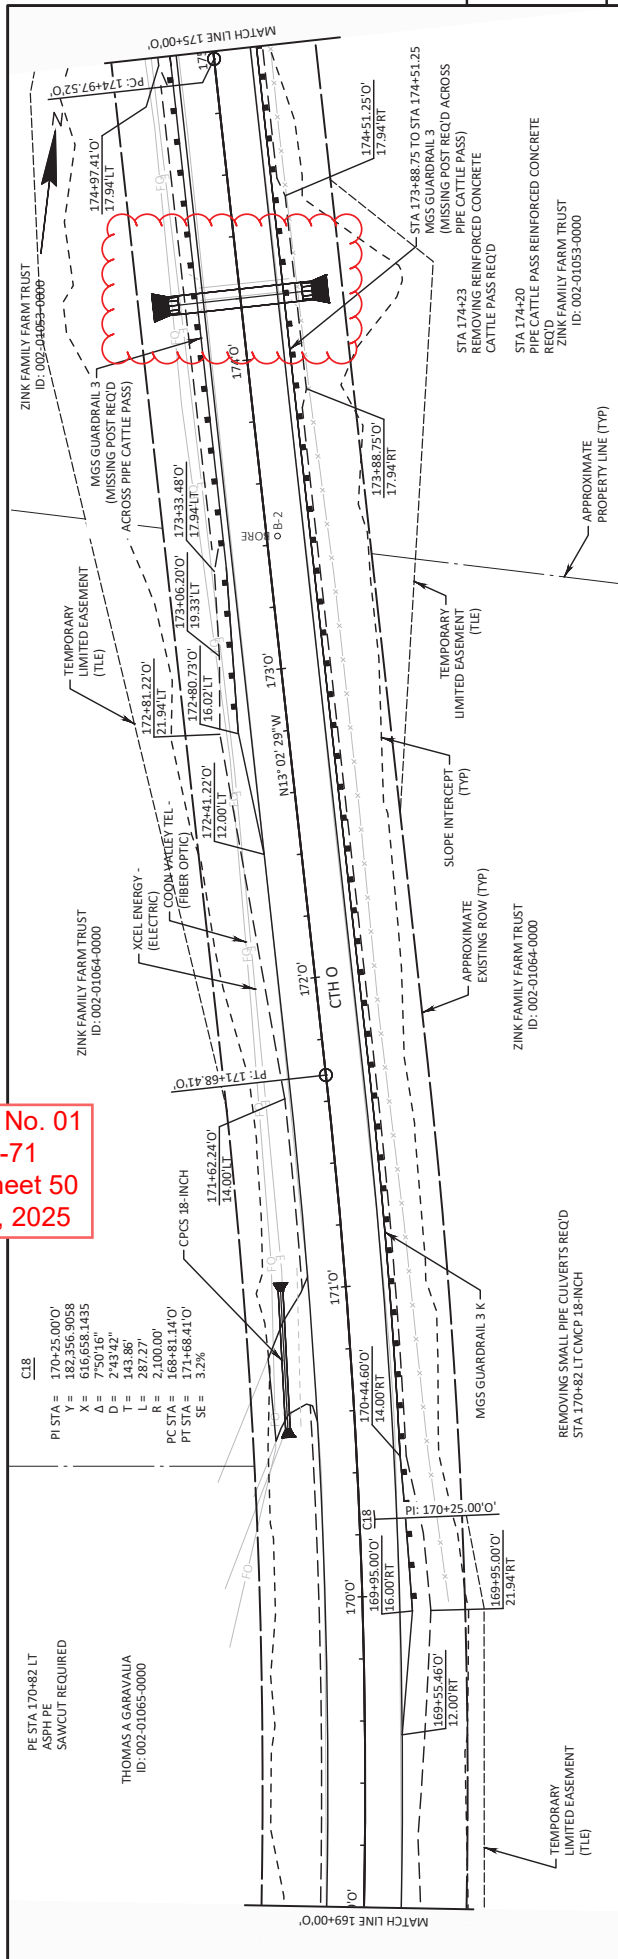 MATCH LINE 175+00'O'
PC: 174+97.52'O'
175
N
174+97.41'O'
17.94'LT
174+51.25'O'
17.94'RT
STA 173+88.75 TO STA 174+51.25
MGS GUARDRAIL 3
(MISSING POST REQ'D ACROSS
PIPE CATTLE PASS)
STA 174+23
REMOVING REINFORCED CONCRETE
CATTLE PASS REQ'D
STA 174+20
PIPE CATTLE PASS REINFORCED CONCRETE
REQ'D
ZINK FAMILY FARM TRUST
ID: 002-01053-0000
ZINK FAMILY FARM TRUST
ID: 002-01053-0000
MGS GUARDRAIL 3
(MISSING POST REQ'D
ACROSS PIPE CATTLE PASS)
174'O'
173+88.75'O'
17.94'RT
173+33.48'O'
17.94'LT
BORE B-2
APPROXIMATE
PROPERTY LINE (TYP)
173+06.20'O'
19.33'LT
TEMPORARY
LIMITED EASEMENT
(TLE)
172+81.22'O'
21.94'LT
172+80.73'O'
16.02'LT
173'O'
TEMPORARY
LIMITED EASEMENT
(TLE)
N13° 02' 29"W
172+41.22'O'
12.00'LT
SLOPE INTERCEPT
(TYP)
XCEL ENERGY -
(ELECTRIC)
COON VALLEY TEL -
(FIBER OPTIC)
ZINK FAMILY FARM TRUST
ID: 002-01064-0000
172'O'
CTH O
APPROXIMATE
EXISTING ROW (TYP)
ZINK FAMILY FARM TRUST
ID: 002-01064-0000
PT: 171+68.41'O'
171+62.24'O'
14.00'LT
No. 01
-71
heet 50
, 2025
CPCS 18-INCH
171'O'
C18
PI STA = 170+25.00'O'
Y = 182,356.9058
X = 616,658.1435
Δ = 7°50'16"
D = 2°43'42"
T = 143.86'
L = 287.27'
R = 2,100.00'
PC STA = 168+81.14'O'
PT STA = 171+68.41'O'
SE = 3.2%
MGS GUARDRAIL 3 K
170+44.60'O'
14.00'RT
REMOVING SMALL PIPE CULVERTS REQ'D
STA 170+82 LT CMCP 18-INCH
C18
PI: 170+25.00'O'
169+95.00'O'
16.00'RT
170'O'
169+95.00'O'
21.94'RT
169+55.46'O'
12.00'RT
PE STA 170+82 LT
ASPH PE
SAWCUT REQUIRED
THOMAS A GARAVALIA
ID: 002-01065-0000
TEMPORARY
LIMITED EASEMENT
(TLE)
MATCH LINE 169+00'O'
FO
FO
FO
FO
FO
E